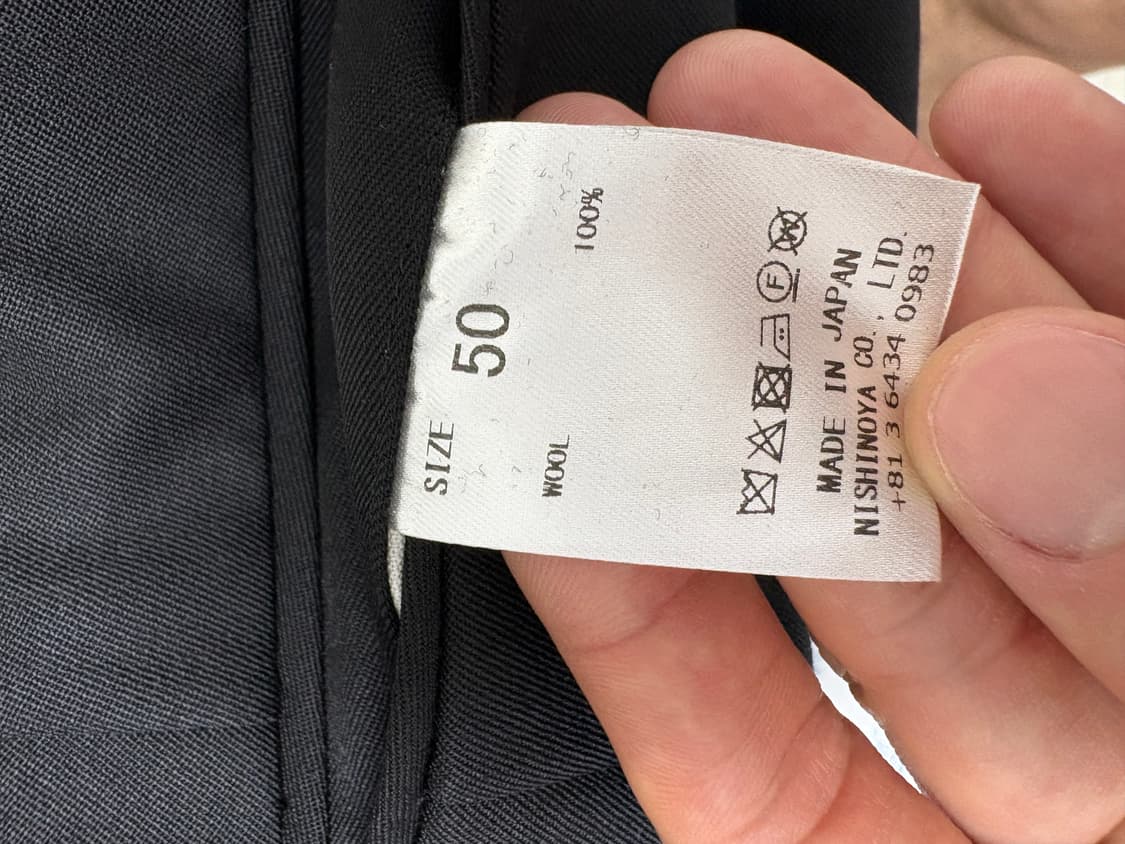 SIZE 50
WOOL 100%
F W
MADE IN JAPAN
NISHINOYA CO., LTD.
+81 3 6434 0983